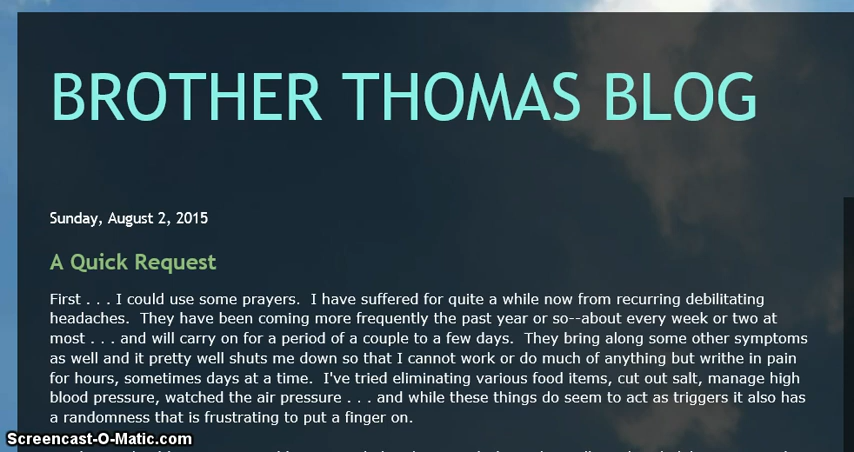 BROTHER THOMAS BLOG
Sunday, August 2, 2015
A Quick Request
First . . . I could use some prayers.  I have suffered for quite a while now from recurring debilitating
headaches.  They have been coming more frequently the past year or so--about every week or two at
most . . . and will carry on for a period of a couple to a few days.  They bring along some other symptoms
as well and it pretty well shuts me down so that I cannot work or do much of anything but writhe in pain
for hours, sometimes days at a time.  I've tried eliminating various food items, cut out salt, manage high
blood pressure, watched the air pressure . . . and while these things do seem to act as triggers it also has
a randomness that is frustrating to put a finger on.
Screencast-O-Matic.com